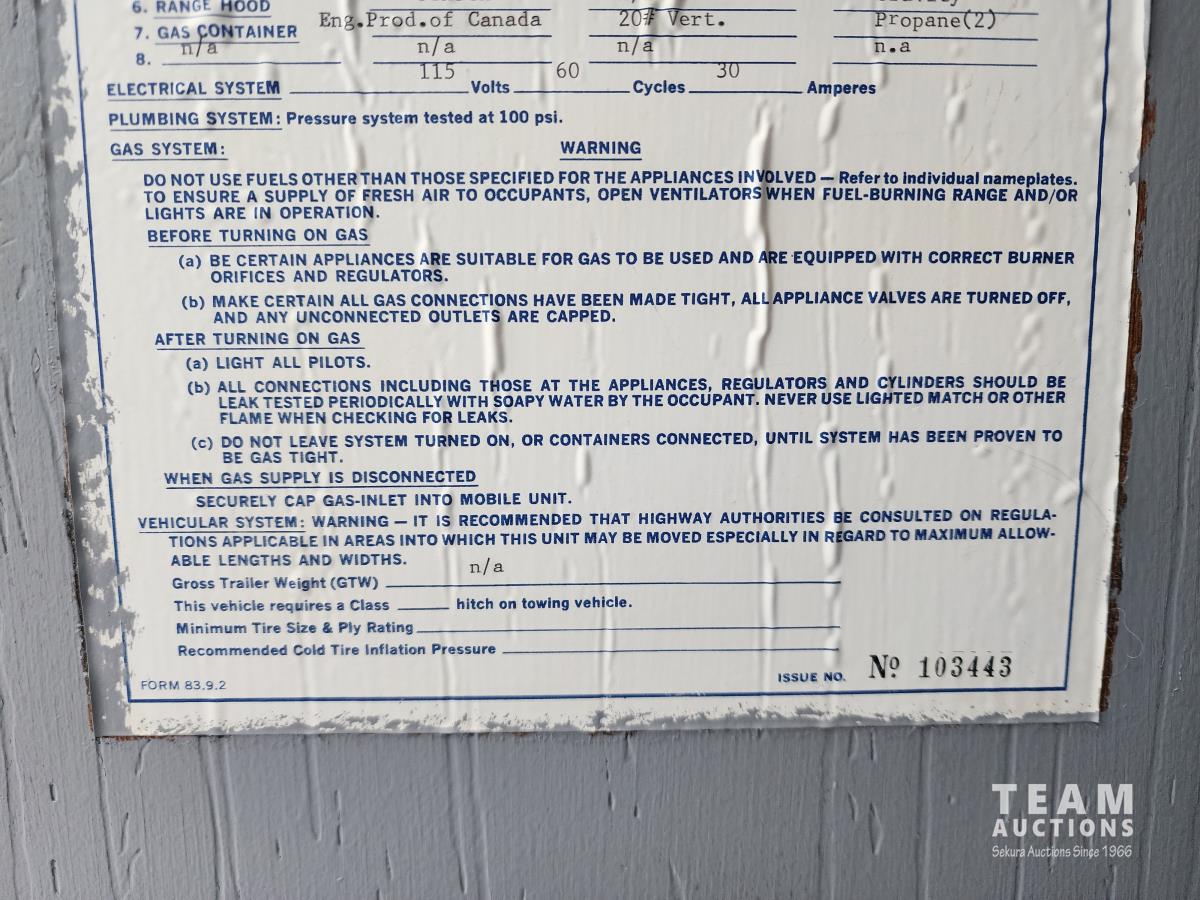 6. RANGE HOOD
7. GAS CONTAINER Eng.Prod.of Canada 20# Vert. Propane(2)
8. n/a n/a n/a n.a
ELECTRICAL SYSTEM 115 Volts 60 Cycles 30 Amperes
PLUMBING SYSTEM: Pressure system tested at 100 psi.
GAS SYSTEM: WARNING
DO NOT USE FUELS OTHER THAN THOSE SPECIFIED FOR THE APPLIANCES INVOLVED — Refer to individual nameplates.
TO ENSURE A SUPPLY OF FRESH AIR TO OCCUPANTS, OPEN VENTILATORS WHEN FUEL-BURNING RANGE AND/OR
LIGHTS ARE IN OPERATION.
BEFORE TURNING ON GAS
(a) BE CERTAIN APPLIANCES ARE SUITABLE FOR GAS TO BE USED AND ARE EQUIPPED WITH CORRECT BURNER
ORIFICES AND REGULATORS.
(b) MAKE CERTAIN ALL GAS CONNECTIONS HAVE BEEN MADE TIGHT, ALL APPLIANCE VALVES ARE TURNED OFF,
AND ANY UNCONNECTED OUTLETS ARE CAPPED.
AFTER TURNING ON GAS
(a) LIGHT ALL PILOTS.
(b) ALL CONNECTIONS INCLUDING THOSE AT THE APPLIANCES, REGULATORS AND CYLINDERS SHOULD BE
LEAK TESTED PERIODICALLY WITH SOAPY WATER BY THE OCCUPANT. NEVER USE LIGHTED MATCH OR OTHER
FLAME WHEN CHECKING FOR LEAKS.
(c) DO NOT LEAVE SYSTEM TURNED ON, OR CONTAINERS CONNECTED, UNTIL SYSTEM HAS BEEN PROVEN TO
BE GAS TIGHT.
WHEN GAS SUPPLY IS DISCONNECTED
SECURELY CAP GAS-INLET INTO MOBILE UNIT.
VEHICULAR SYSTEM: WARNING — IT IS RECOMMENDED THAT HIGHWAY AUTHORITIES BE CONSULTED ON REGULA-
TIONS APPLICABLE IN AREAS INTO WHICH THIS UNIT MAY BE MOVED ESPECIALLY IN REGARD TO MAXIMUM ALLOW-
ABLE LENGTHS AND WIDTHS.
Gross Trailer Weight (GTW) n/a
This vehicle requires a Class ______ hitch on towing vehicle.
Minimum Tire Size & Ply Rating
Recommended Cold Tire Inflation Pressure
FORM 83.9.2 ISSUE NO. Nº 103443
TEAM
AUCTIONS
Sekura Auctions Since 1966